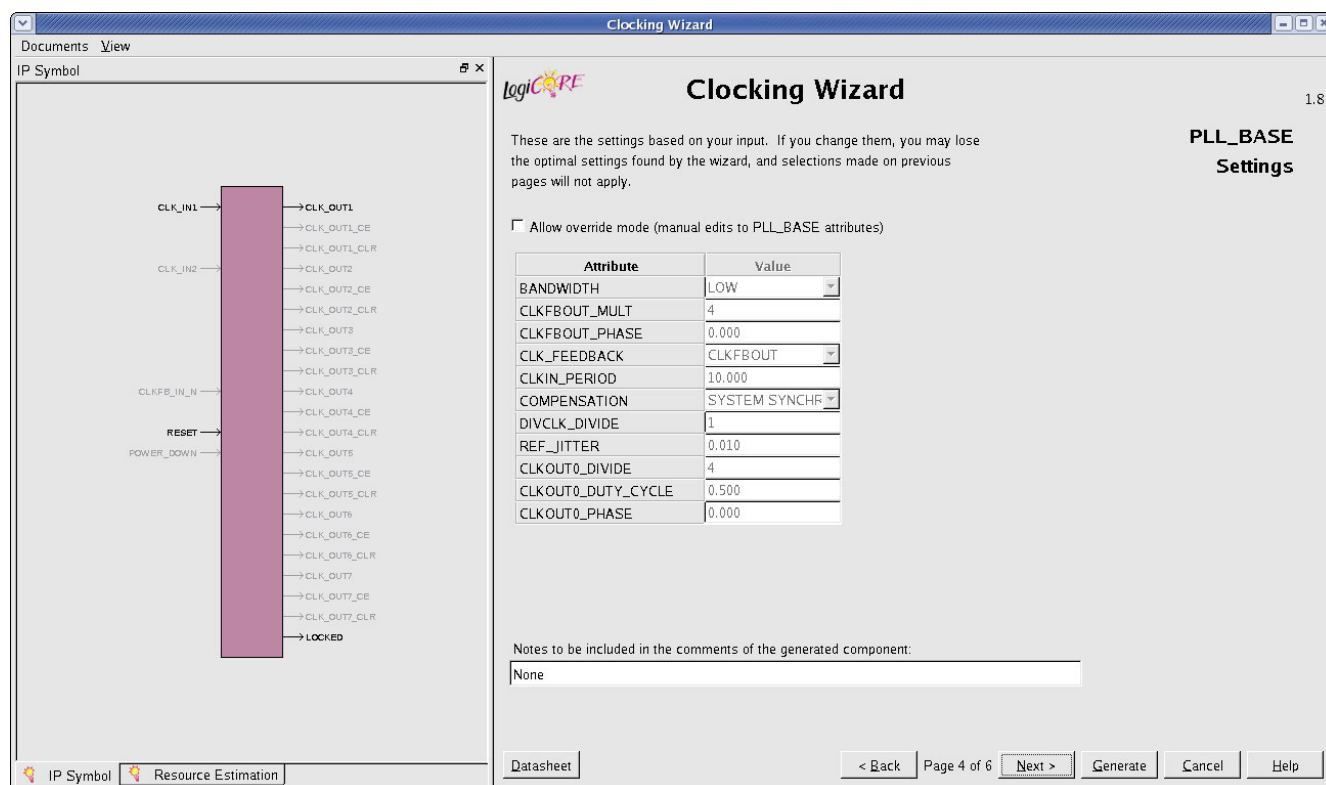 Clocking Wizard
Documents View
IP Symbol
CLK_IN1
CLK_IN2
CLKFB_IN_N
RESET
POWER_DOWN
CLK_OUT1
CLK_OUT1_CE
CLK_OUT1_CLR
CLK_OUT2
CLK_OUT2_CE
CLK_OUT2_CLR
CLK_OUT3
CLK_OUT3_CE
CLK_OUT3_CLR
CLK_OUT4
CLK_OUT4_CE
CLK_OUT4_CLR
CLK_OUT5
CLK_OUT5_CE
CLK_OUT5_CLR
CLK_OUT6
CLK_OUT6_CE
CLK_OUT6_CLR
CLK_OUT7
CLK_OUT7_CE
CLK_OUT7_CLR
LOCKED
IP Symbol Resource Estimation
LogiCORE
Clocking Wizard
1.8
These are the settings based on your input. If you change them, you may lose
the optimal settings found by the wizard, and selections made on previous
pages will not apply.
PLL_BASE
Settings
Allow override mode (manual edits to PLL_BASE attributes)
Attribute Value
BANDWIDTH LOW
CLKFBOUT_MULT 4
CLKFBOUT_PHASE 0.000
CLK_FEEDBACK CLKFBOUT
CLKIN_PERIOD 10.000
COMPENSATION SYSTEM SYNCHR
DIVCLK_DIVIDE 1
REF_JITTER 0.010
CLKOUT0_DIVIDE 4
CLKOUT0_DUTY_CYCLE 0.500
CLKOUT0_PHASE 0.000
Notes to be included in the comments of the generated component:
None
Datasheet < Back Page 4 of 6 Next > Generate Cancel Help